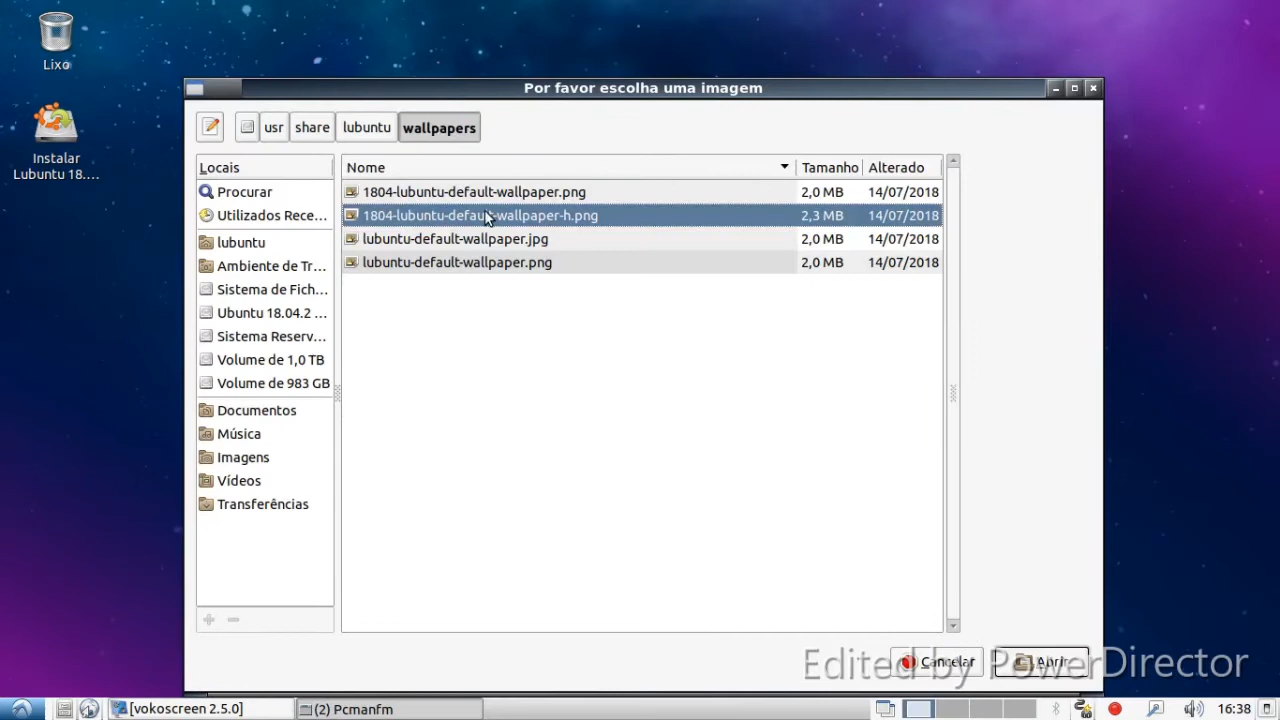 Lixo
Instalar
Lubuntu 18....
Por favor escolha uma imagem
usr
share
lubuntu
wallpapers
Locais
Procurar
Utilizados Rece...
lubuntu
Ambiente de Tr...
Sistema de Fich...
Ubuntu 18.04.2 ...
Sistema Reserv...
Volume de 1,0 TB
Volume de 983 GB
Documentos
Música
Imagens
Vídeos
Transferências
Nome Tamanho Alterado
1804-lubuntu-default-wallpaper.png 2,0 MB 14/07/2018
1804-lubuntu-default-wallpaper-h.png 2,3 MB 14/07/2018
lubuntu-default-wallpaper.jpg 2,0 MB 14/07/2018
lubuntu-default-wallpaper.png 2,0 MB 14/07/2018
Cancelar
Abrir
Edited by PowerDirector
[vokoscreen 2.5.0]
(2) Pcmanfm
16:38